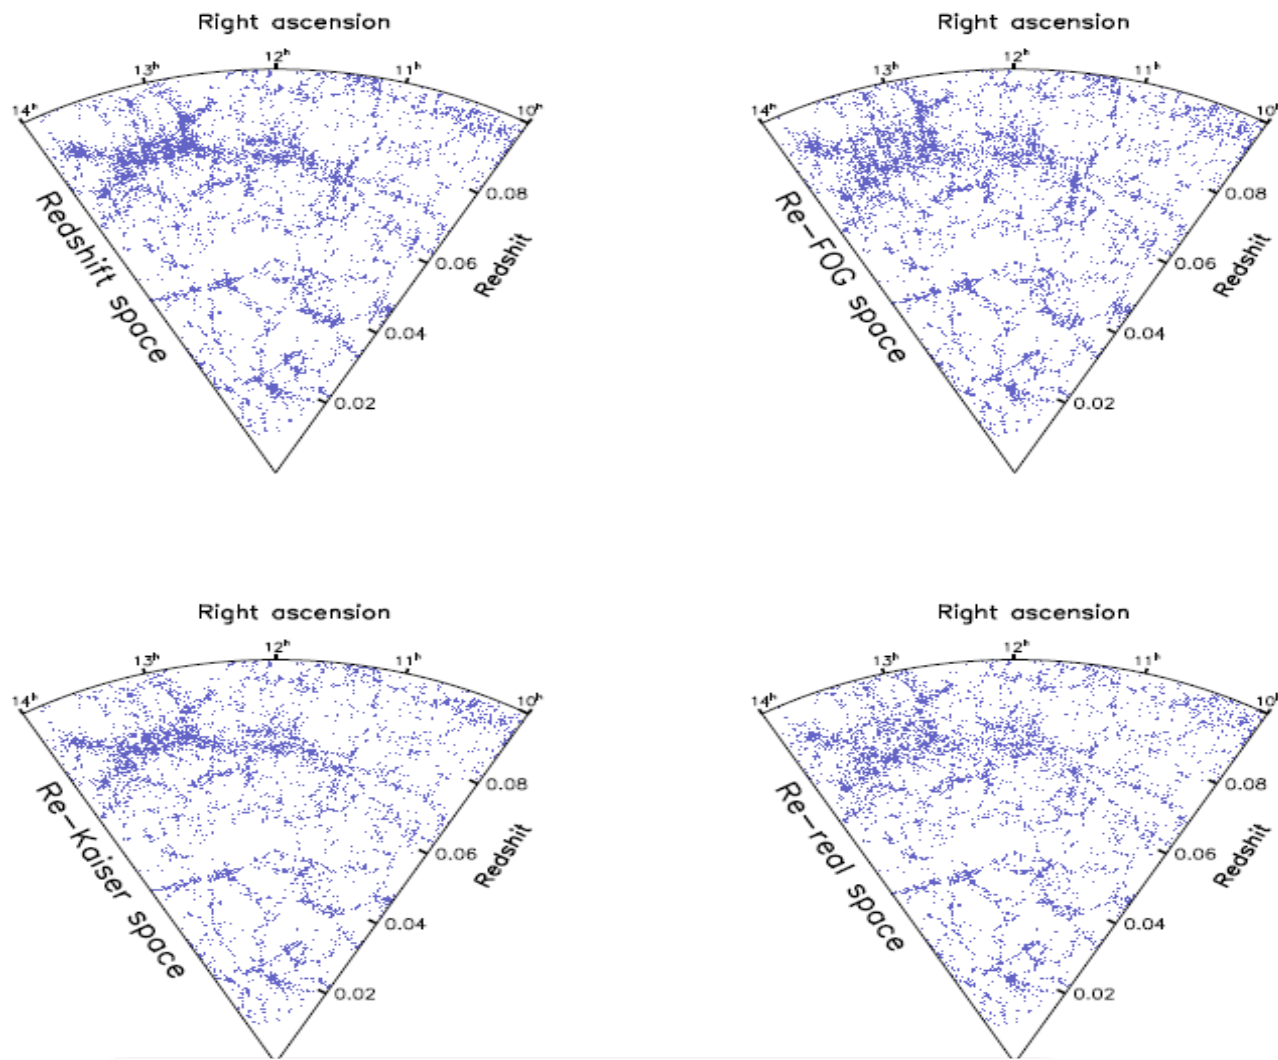 Right ascension
14ʰ 13ʰ 12ʰ 11ʰ 10ʰ
0.08
0.06
0.04
0.02
Redshit
Redshift space
Right ascension
14ʰ 13ʰ 12ʰ 11ʰ 10ʰ
0.08
0.06
0.04
0.02
Redshit
Re-FOG space
Right ascension
14ʰ 13ʰ 12ʰ 11ʰ 10ʰ
0.08
0.06
0.04
0.02
Redshit
Re-Kaiser space
Right ascension
14ʰ 13ʰ 12ʰ 11ʰ 10ʰ
0.08
0.06
0.04
0.02
Redshit
Re-real space